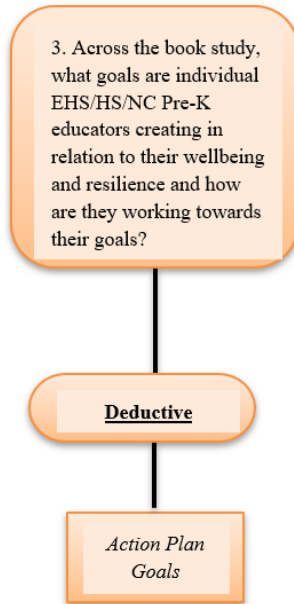 3. Across the book study,
what goals are individual
EHS/HS/NC Pre-K
educators creating in
relation to their wellbeing
and resilience and how
are they working towards
their goals?
Deductive
Action Plan
Goals